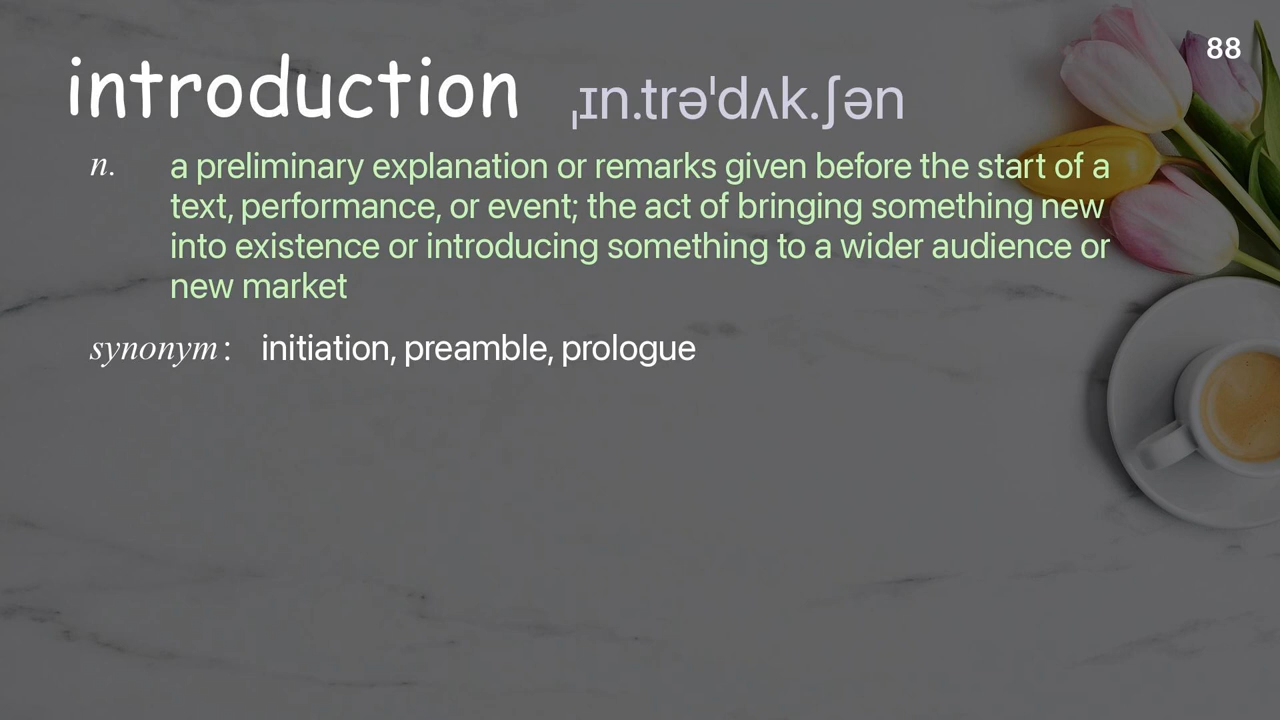 88
introduction ˌɪn.trəˈdʌk.ʃən
n. a preliminary explanation or remarks given before the start of a
text, performance, or event; the act of bringing something new
into existence or introducing something to a wider audience or
new market
synonym: initiation, preamble, prologue